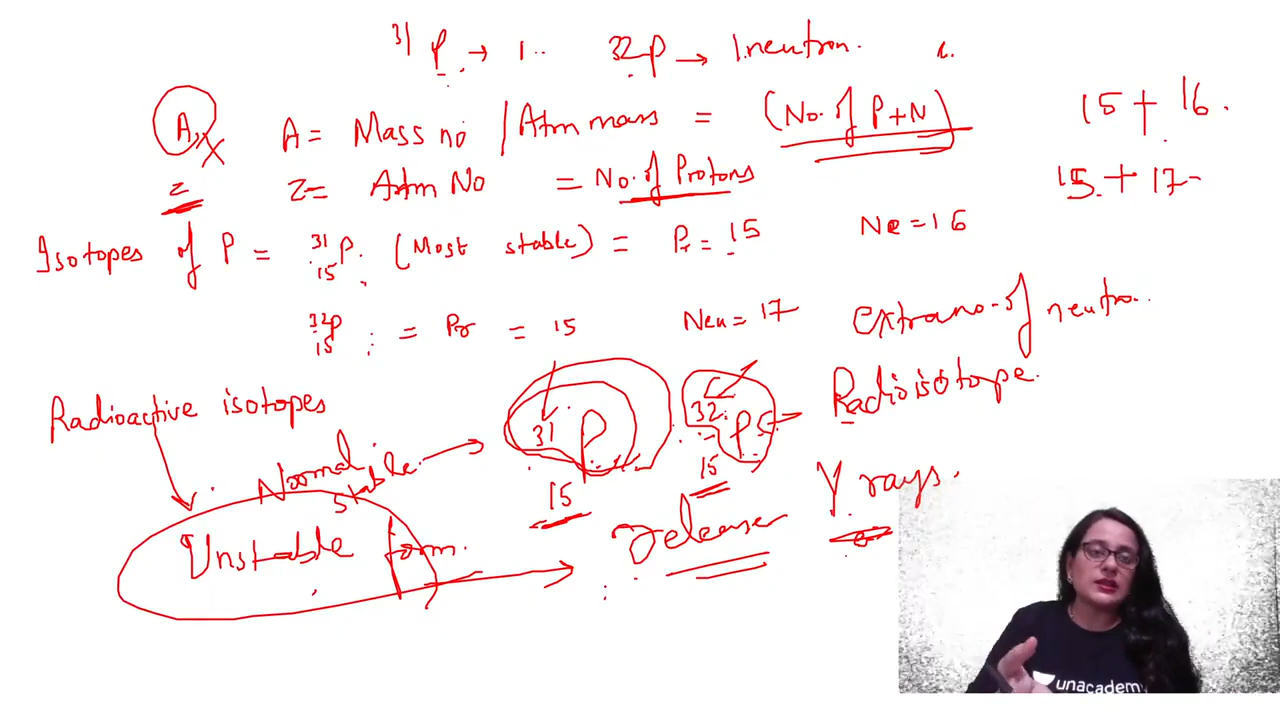 31 P → 1.. 32 P → 1 neutron.
A X A = Mass no / Atm mass = (No. of P+N) 15 + 16.
Z Z = Atm No = No. of Protons 15 + 17
Isotopes of P = 31 15 P. (Most stable) = Pr = 15 Ne = 16
32 15 P = Pr = 15 Neu = 17 extra no. of neutro...
Radioactive isotopes 31 P 15 32 P 15 → Radioisotope.
Normal stable. →
Unstable form. → releases γ rays.
unacademy